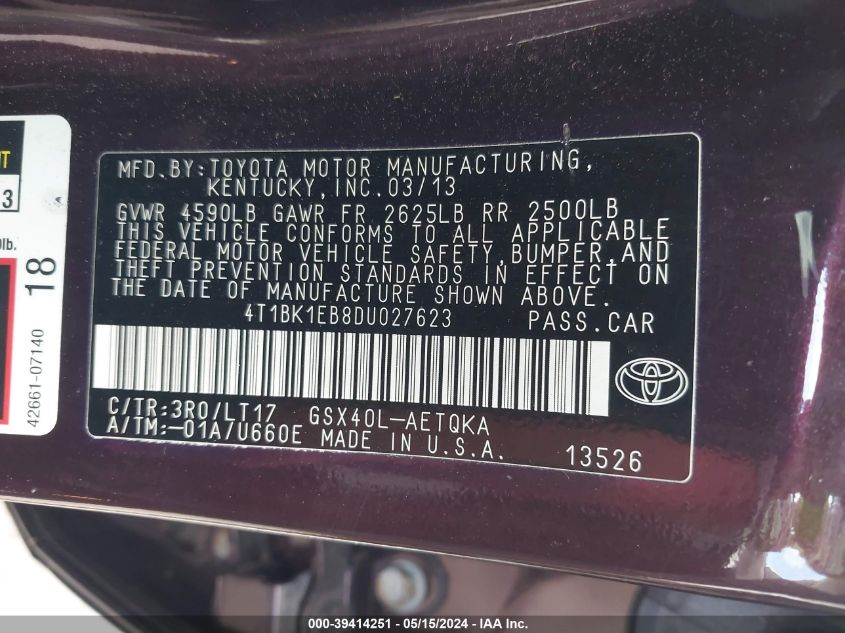 MFD.BY:TOYOTA MOTOR MANUFACTURING,
KENTUCKY,INC.03/13
GVWR 4590LB GAWR FR 2625LB RR 2500LB
THIS VEHICLE CONFORMS TO ALL APPLICABLE
FEDERAL MOTOR VEHICLE SAFETY,BUMPER,AND
THEFT PREVENTION STANDARDS IN EFFECT ON
THE DATE OF MANUFACTURE SHOWN ABOVE.
4T1BK1EB8DU027623 PASS.CAR
C/TR:3R0/LT17 GSX40L-AETQKA
A/TM:-01A/U660E MADE IN U.S.A.
13526
3
lb.
18
42661-07140
000-39414251 - 05/15/2024 - IAA Inc.